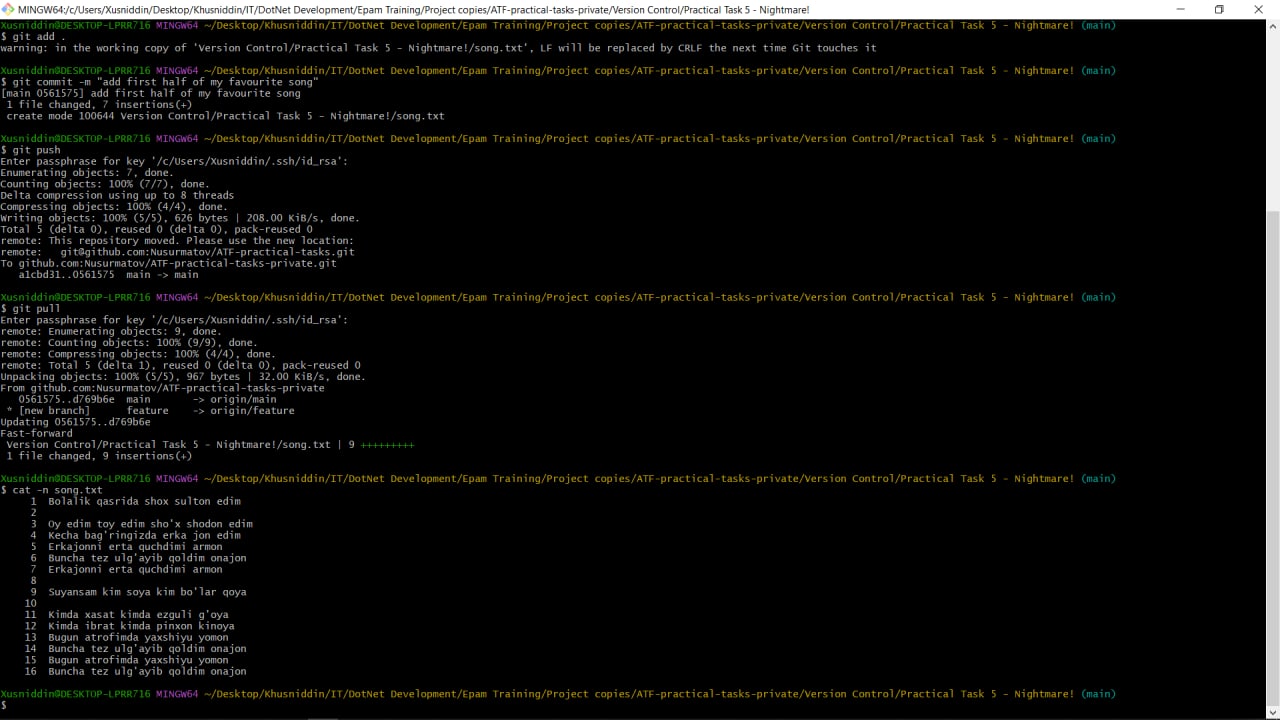 MINGW64:/c/Users/Xusniddin/Desktop/Khusniddin/IT/DotNet Development/Epam Training/Project copies/ATF-practical-tasks-private/Version Control/Practical Task 5 - Nightmare!
Xusniddin@DESKTOP-LPRR716 MINGW64 ~/Desktop/Khusniddin/IT/DotNet Development/Epam Training/Project copies/ATF-practical-tasks-private/Version Control/Practical Task 5 - Nightmare! (main)
$ git add .
warning: in the working copy of 'Version Control/Practical Task 5 - Nightmare!/song.txt', LF will be replaced by CRLF the next time Git touches it
Xusniddin@DESKTOP-LPRR716 MINGW64 ~/Desktop/Khusniddin/IT/DotNet Development/Epam Training/Project copies/ATF-practical-tasks-private/Version Control/Practical Task 5 - Nightmare! (main)
$ git commit -m "add first half of my favourite song"
[main 0561575] add first half of my favourite song
 1 file changed, 7 insertions(+)
 create mode 100644 Version Control/Practical Task 5 - Nightmare!/song.txt
Xusniddin@DESKTOP-LPRR716 MINGW64 ~/Desktop/Khusniddin/IT/DotNet Development/Epam Training/Project copies/ATF-practical-tasks-private/Version Control/Practical Task 5 - Nightmare! (main)
$ git push
Enter passphrase for key '/c/Users/Xusniddin/.ssh/id_rsa':
Enumerating objects: 7, done.
Counting objects: 100% (7/7), done.
Delta compression using up to 8 threads
Compressing objects: 100% (4/4), done.
Writing objects: 100% (5/5), 626 bytes | 208.00 KiB/s, done.
Total 5 (delta 0), reused 0 (delta 0), pack-reused 0
remote: This repository moved. Please use the new location:
remote:   git@github.com:Nusurmatov/ATF-practical-tasks.git
To github.com:Nusurmatov/ATF-practical-tasks-private.git
   a1cbd31..0561575  main -> main
Xusniddin@DESKTOP-LPRR716 MINGW64 ~/Desktop/Khusniddin/IT/DotNet Development/Epam Training/Project copies/ATF-practical-tasks-private/Version Control/Practical Task 5 - Nightmare! (main)
$ git pull
Enter passphrase for key '/c/Users/Xusniddin/.ssh/id_rsa':
remote: Enumerating objects: 9, done.
remote: Counting objects: 100% (9/9), done.
remote: Compressing objects: 100% (4/4), done.
remote: Total 5 (delta 1), reused 0 (delta 0), pack-reused 0
Unpacking objects: 100% (5/5), 967 bytes | 32.00 KiB/s, done.
From github.com:Nusurmatov/ATF-practical-tasks-private
   0561575..d769b6e  main       -> origin/main
 * [new branch]      feature    -> origin/feature
Updating 0561575..d769b6e
Fast-forward
 Version Control/Practical Task 5 - Nightmare!/song.txt | 9 +++++++++
 1 file changed, 9 insertions(+)
Xusniddin@DESKTOP-LPRR716 MINGW64 ~/Desktop/Khusniddin/IT/DotNet Development/Epam Training/Project copies/ATF-practical-tasks-private/Version Control/Practical Task 5 - Nightmare! (main)
$ cat -n song.txt
     1  Bolalik qasrida shox sulton edim
     2
     3  Oy edim toy edim sho'x shodon edim
     4  Kecha bag'ringizda erka jon edim
     5  Erkajonni erta quchdimi armon
     6  Buncha tez ulg'ayib qoldim onajon
     7  Erkajonni erta quchdimi armon
     8
     9  Suyansam kim soya kim bo'lar qoya
    10
    11  Kimda xasat kimda ezguli g'oya
    12  Kimda ibrat kimda pinxon kinoya
    13  Bugun atrofimda yaxshiyu yomon
    14  Buncha tez ulg'ayib qoldim onajon
    15  Bugun atrofimda yaxshiyu yomon
    16  Buncha tez ulg'ayib qoldim onajon
Xusniddin@DESKTOP-LPRR716 MINGW64 ~/Desktop/Khusniddin/IT/DotNet Development/Epam Training/Project copies/ATF-practical-tasks-private/Version Control/Practical Task 5 - Nightmare! (main)
$